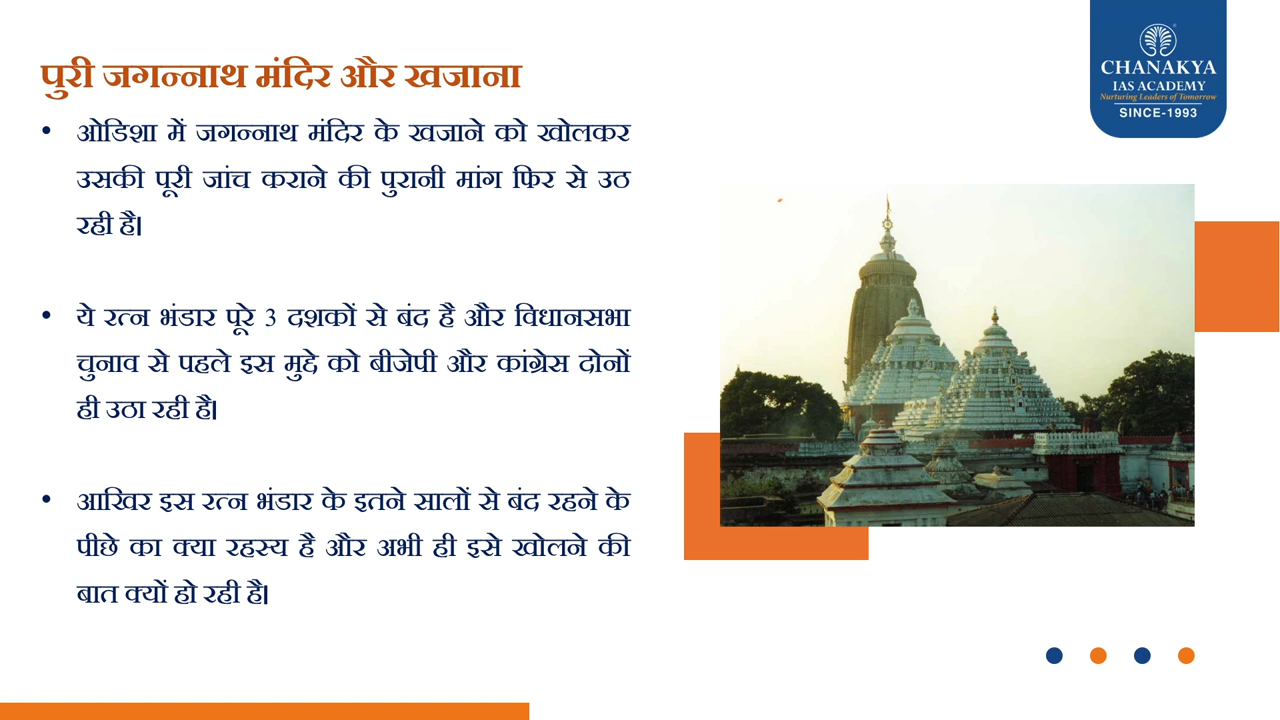 पुरी जगन्नाथ मंदिर और खजाना
• ओडिशा में जगन्नाथ मंदिर के खजाने को खोलकर
उसकी पूरी जांच कराने की पुरानी मांग फिर से उठ
रही है।
• ये रत्न भंडार पूरे 3 दशकों से बंद है और विधानसभा
चुनाव से पहले इस मुद्दे को बीजेपी और कांग्रेस दोनों
ही उठा रही है।
• आखिर इस रत्न भंडार के इतने सालों से बंद रहने के
पीछे का क्या रहस्य है और अभी ही इसे खोलने की
बात क्यों हो रही है।
CHANAKYA
IAS ACADEMY
Nurturing Leaders of Tomorrow
SINCE-1993